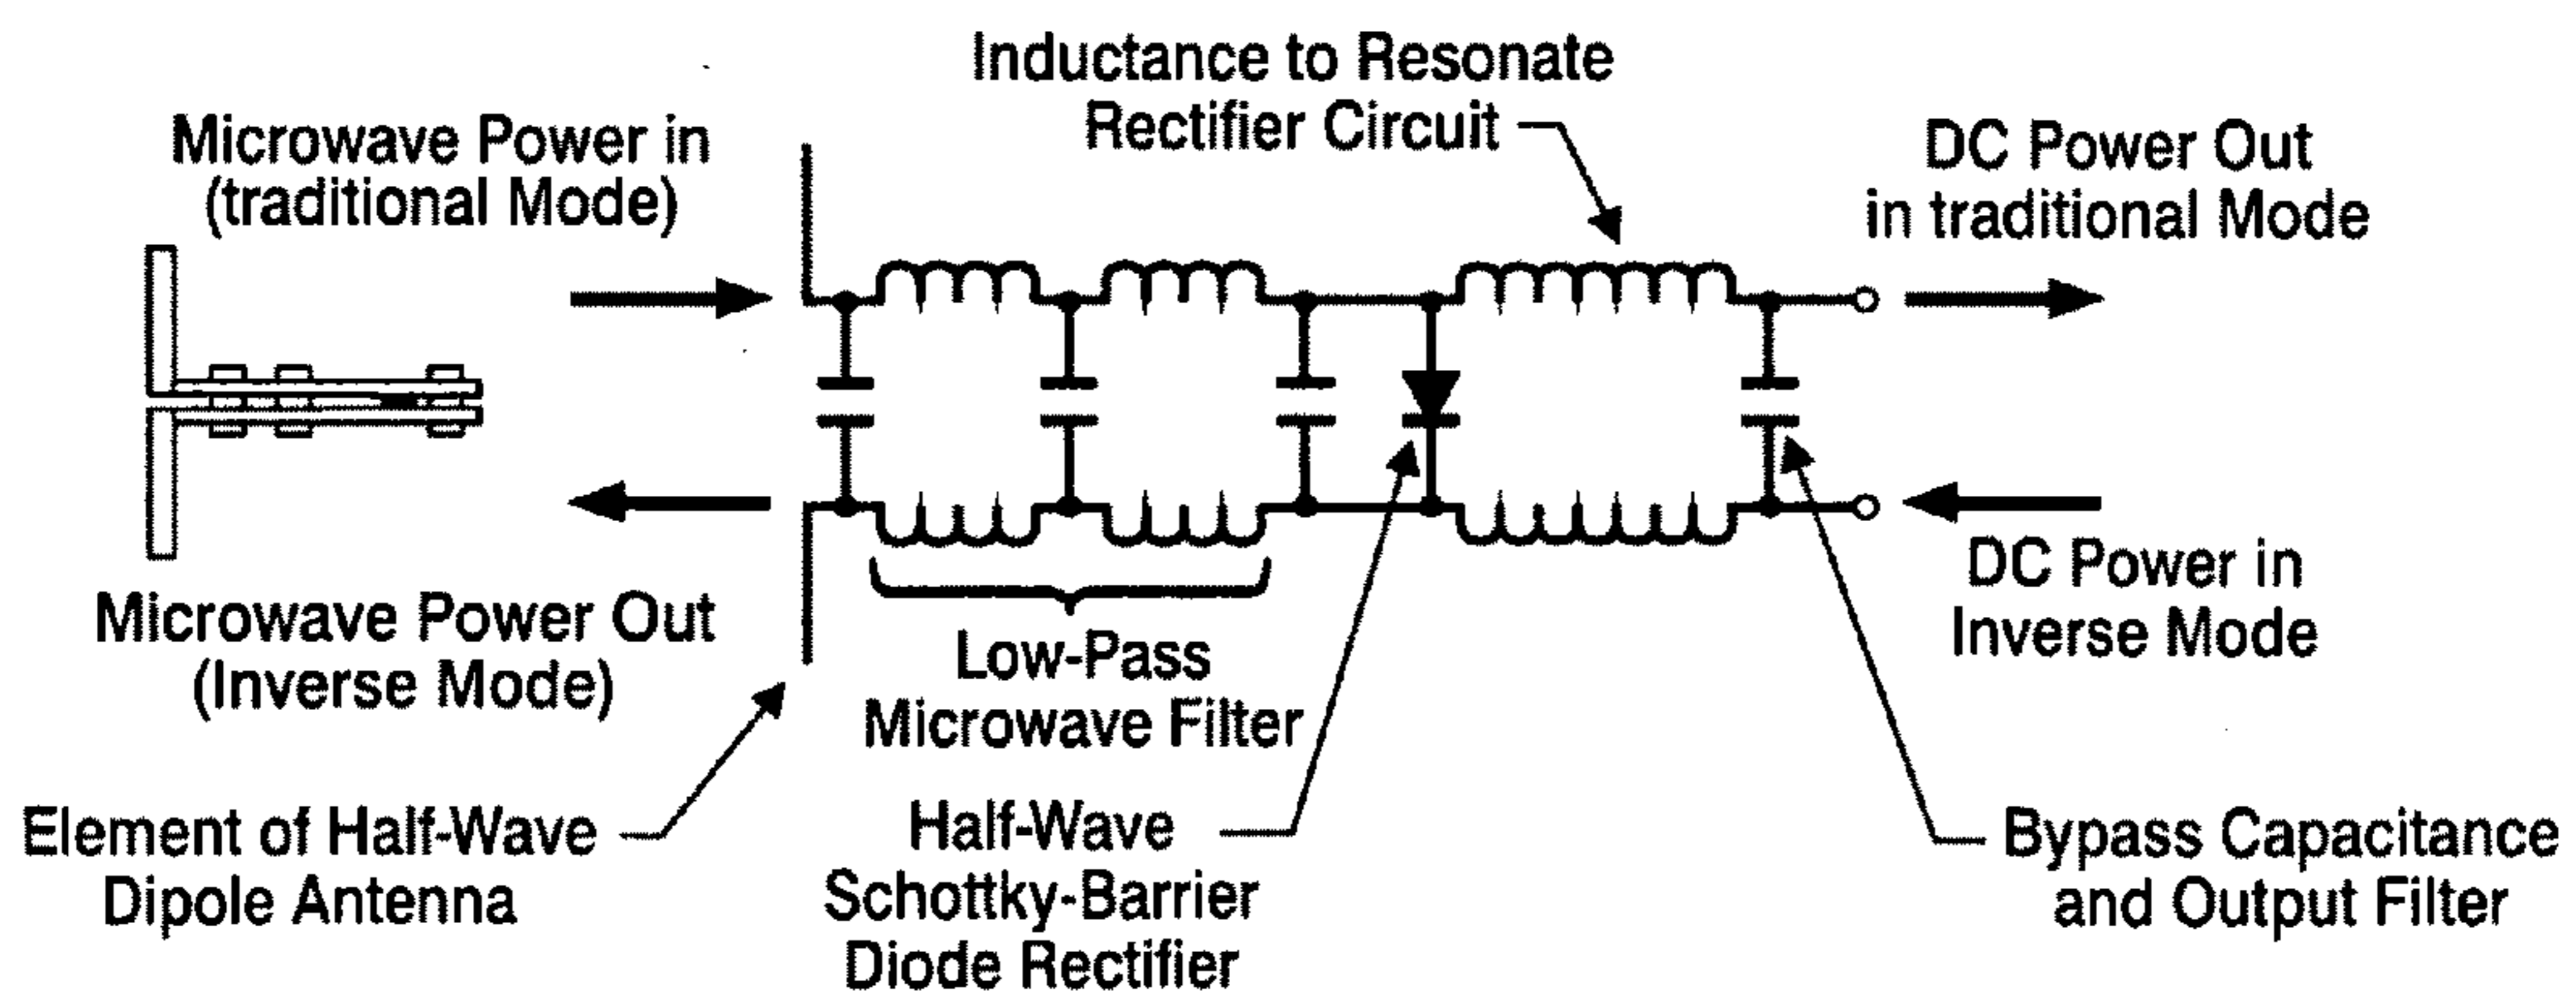 Inductance to Resonate
Rectifier Circuit
Microwave Power in
(traditional Mode)
DC Power Out
in traditional Mode
Microwave Power Out
(Inverse Mode)
DC Power in
Inverse Mode
Low-Pass
Microwave Filter
Element of Half-Wave
Dipole Antenna
Half-Wave
Schottky-Barrier
Diode Rectifier
Bypass Capacitance
and Output Filter